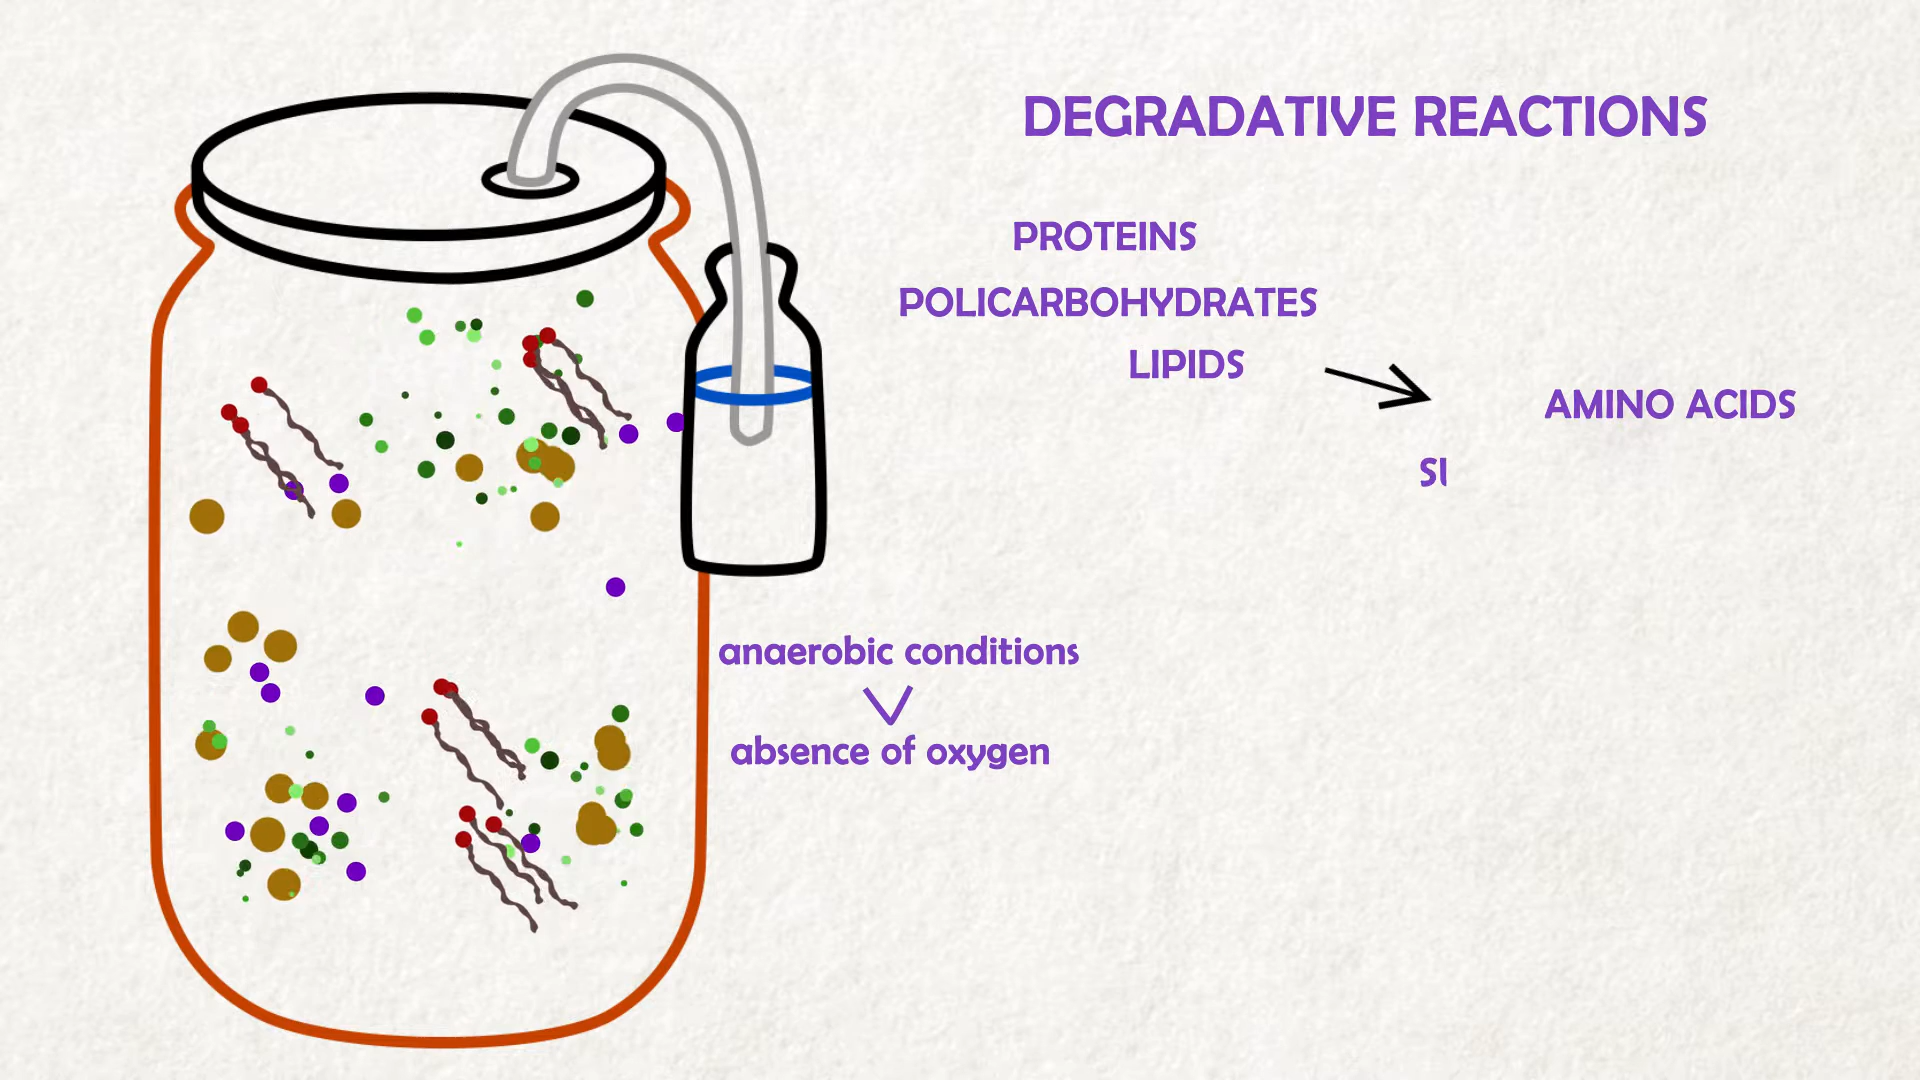 DEGRADATIVE REACTIONS
PROTEINS
POLICARBOHYDRATES
LIPIDS
AMINO ACIDS
SI
anaerobic conditions
absence of oxygen